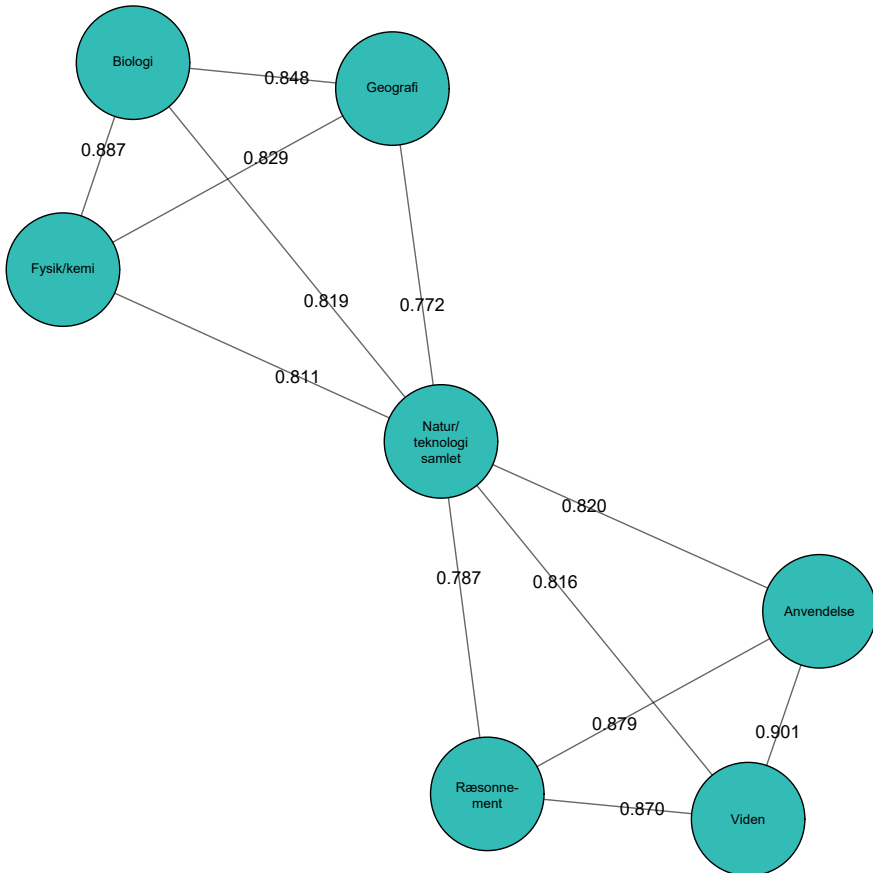 Biologi
0.848
Geografi
0.887
0.829
Fysik/kemi
0.819
0.772
0.811
Natur/
teknologi
samlet
0.820
0.787
0.816
Anvendelse
0.879
0.901
Ræsonne-
ment
0.870
Viden